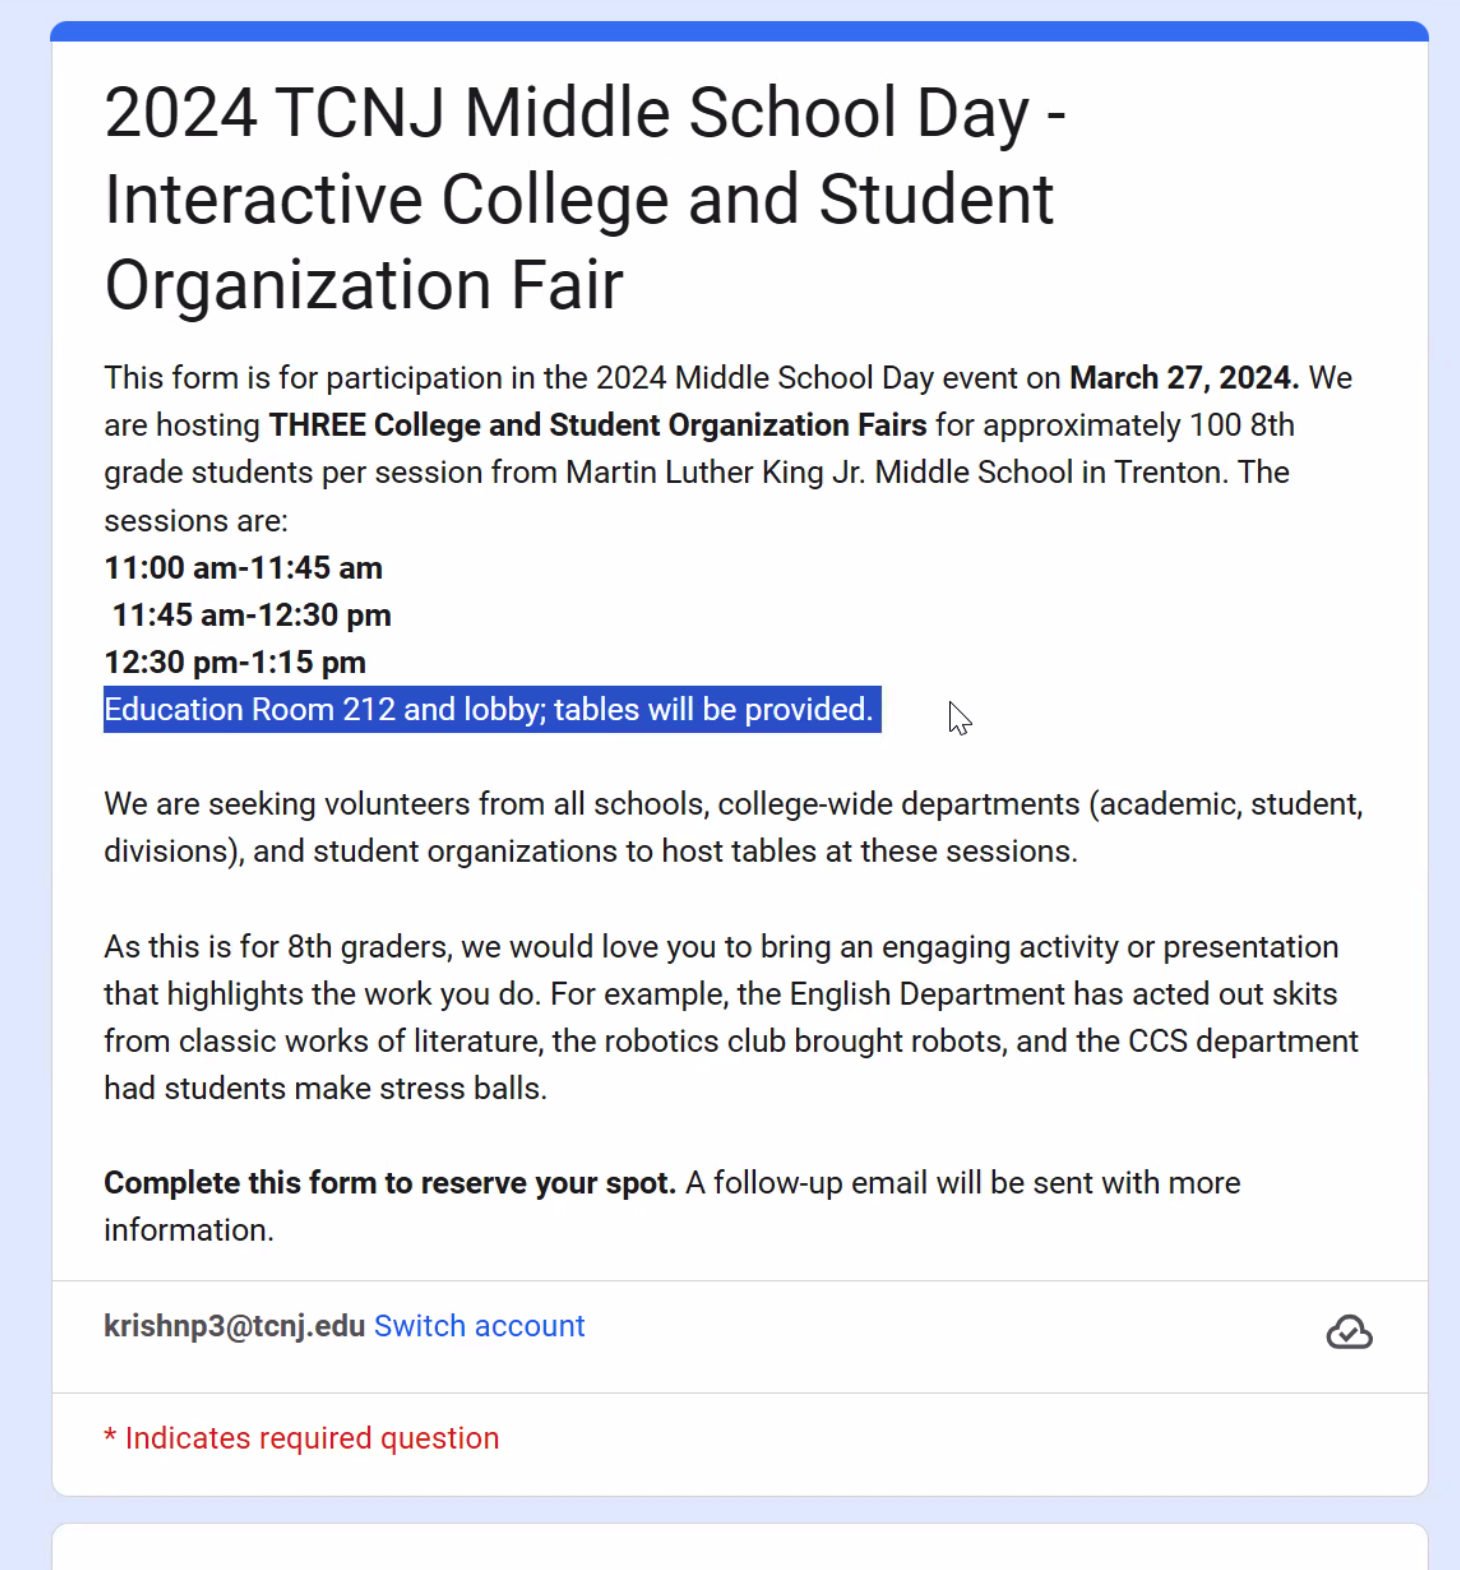 2024 TCNJ Middle School Day -
Interactive College and Student
Organization Fair
This form is for participation in the 2024 Middle School Day event on March 27, 2024. We
are hosting THREE College and Student Organization Fairs for approximately 100 8th
grade students per session from Martin Luther King Jr. Middle School in Trenton. The
sessions are:
11:00 am-11:45 am
11:45 am-12:30 pm
12:30 pm-1:15 pm
Education Room 212 and lobby; tables will be provided.
We are seeking volunteers from all schools, college-wide departments (academic, student,
divisions), and student organizations to host tables at these sessions.
As this is for 8th graders, we would love you to bring an engaging activity or presentation
that highlights the work you do. For example, the English Department has acted out skits
from classic works of literature, the robotics club brought robots, and the CCS department
had students make stress balls.
Complete this form to reserve your spot. A follow-up email will be sent with more
information.
krishnp3@tcnj.edu Switch account
* Indicates required question